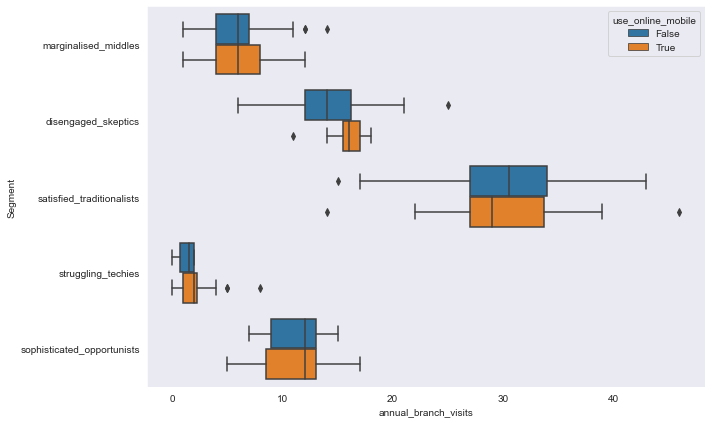 use_online_mobile
False
True
marginalised_middles
disengaged_skeptics
satisfied_traditionalists
struggling_techies
sophisticated_opportunists
Segment
0 10 20 30 40
annual_branch_visits